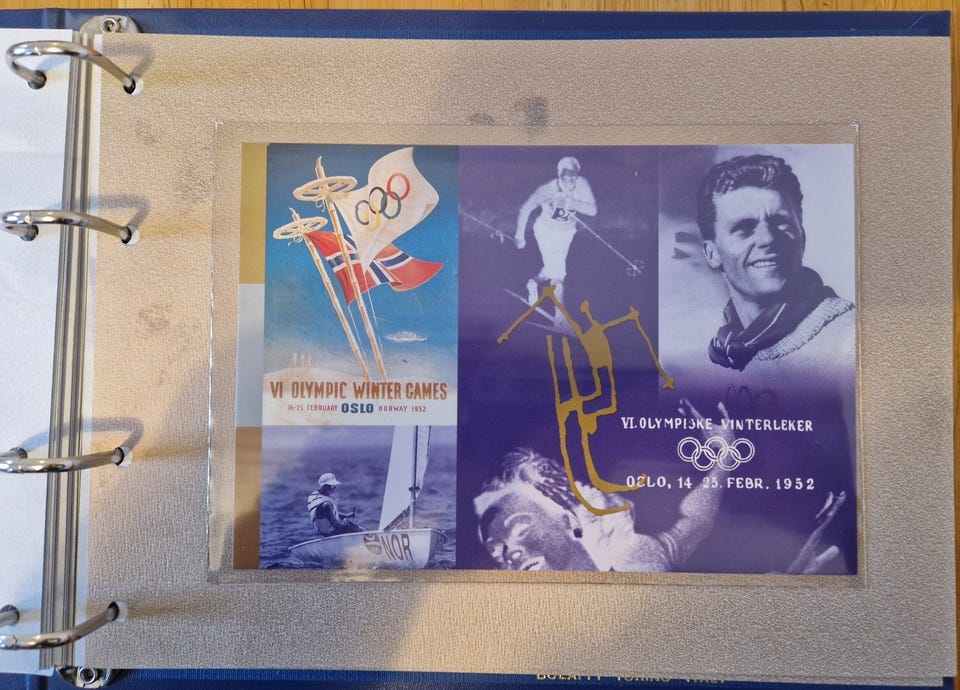 VI OLYMPIC WINTER GAMES
14-25. FEBRUARY OSLO NORWAY 1952
NOR
VI. OLYMPISKE VINTERLEKER
OSLO, 14 25. FEBR. 1952